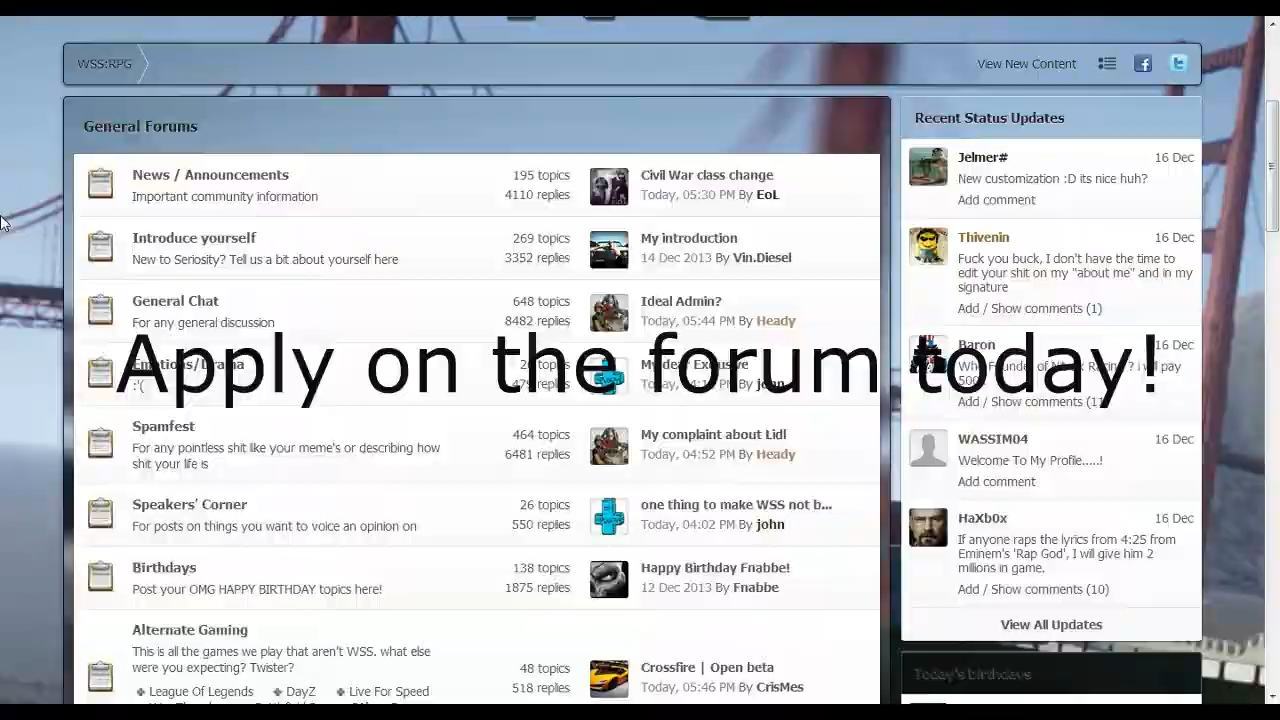 WSS:RPG
View New Content
General Forums
News / Announcements
Important community information
195 topics
4110 replies
Civil War class change
Today, 05:30 PM By EoL
Introduce yourself
New to Seriosity? Tell us a bit about yourself here
269 topics
3352 replies
My introduction
14 Dec 2013 By Vin.Diesel
General Chat
For any general discussion
648 topics
8482 replies
Ideal Admin?
Today, 05:44 PM By Heady
Apply on the forum today!
Emotions/Drama
:'(
Spamfest
For any pointless shit like your meme's or describing how
shit your life is
464 topics
6481 replies
My complaint about Lidl
Today, 04:52 PM By Heady
Speakers' Corner
For posts on things you want to voice an opinion on
26 topics
550 replies
one thing to make WSS not b...
Today, 04:02 PM By john
Birthdays
Post your OMG HAPPY BIRTHDAY topics here!
138 topics
1875 replies
Happy Birthday Fnabbe!
12 Dec 2013 By Fnabbe
Alternate Gaming
This is all the games we play that aren't WSS. what else
were you expecting? Twister?
League Of Legends
DayZ
Live For Speed
48 topics
518 replies
Crossfire | Open beta
Today, 05:46 PM By CrisMes
Recent Status Updates
Jelmer#
16 Dec
New customization :D its nice huh?
Add comment
Thivenin
16 Dec
Fuck you buck, I don't have the time to
edit your shit on my "about me" and in my
signature
Add / Show comments (1)
Baron
16 Dec
Add / Show comments (11)
WASSIM04
16 Dec
Welcome To My Profile.....!
Add comment
HaXb0x
16 Dec
If anyone raps the lyrics from 4:25 from
Eminem's 'Rap God', I will give him 2
millions in game.
Add / Show comments (10)
View All Updates
Today's birthdays